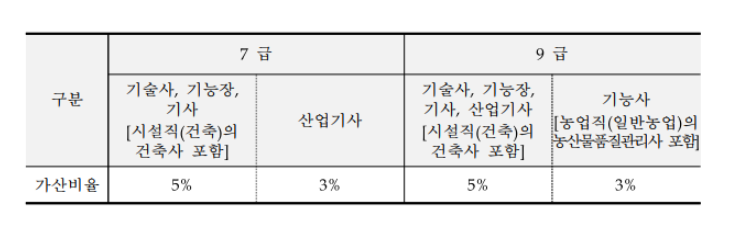 구분
7 급
9 급
기술사, 기능장,
기사
[시설직(건축)의
건축사 포함]
산업기사
기술사, 기능장,
기사, 산업기사
[시설직(건축)의
건축사 포함]
기능사
[농업직(일반농업)의
농산물품질관리사 포함]
가산비율
5%
3%
5%
3%